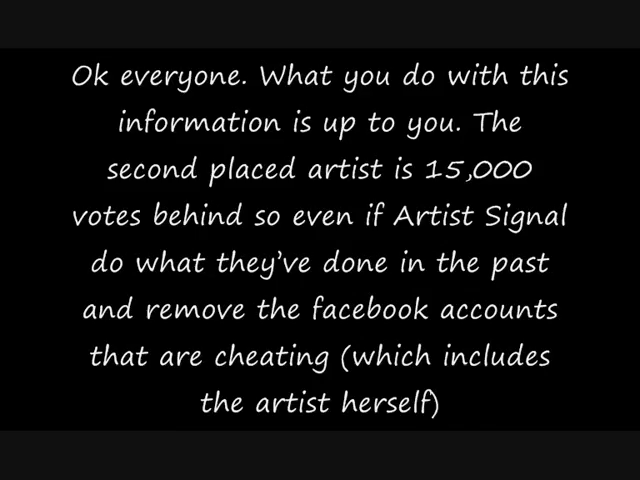 Ok everyone. What you do with this
information is up to you. The
second placed artist is 15,000
votes behind so even if Artist Signal
do what they've done in the past
and remove the facebook accounts
that are cheating (which includes
the artist herself)